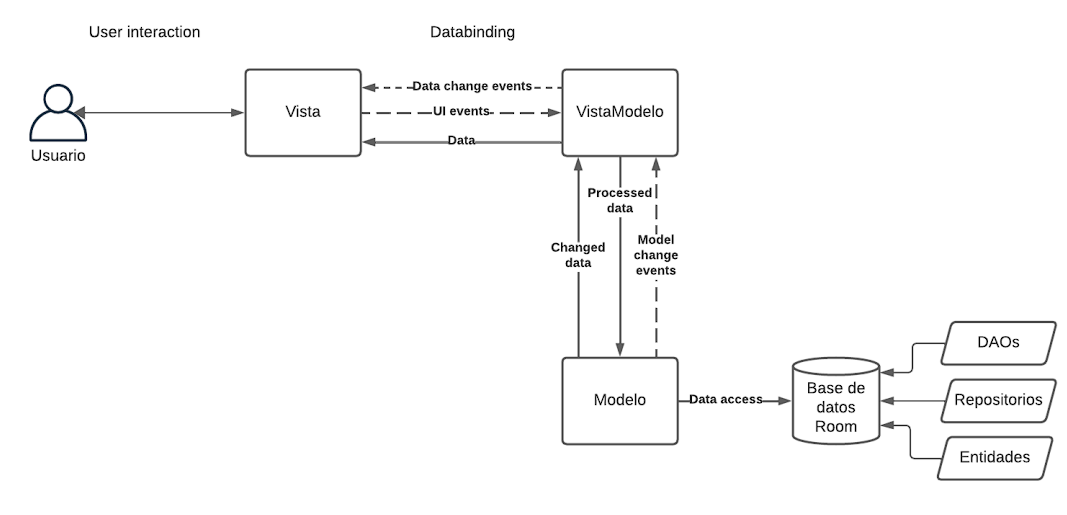 User interaction
Databinding
Usuario
Vista
Data change events
UI events
Data
VistaModelo
Processed
data
Changed
data
Model
change
events
Modelo
Data access
Base de
datos
Room
DAOs
Repositorios
Entidades